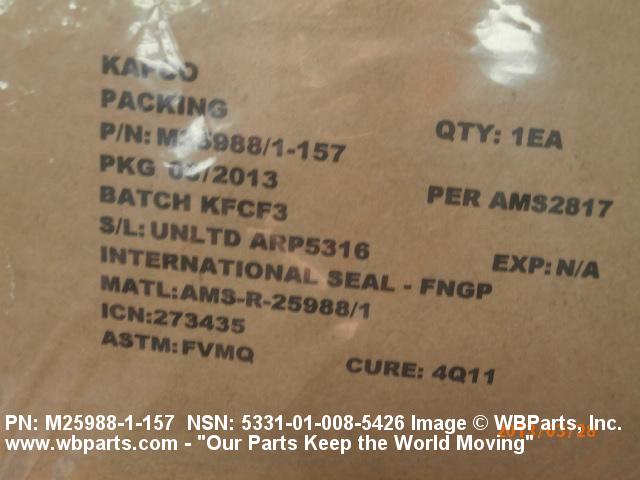 KAPCO
PACKING
P/N: M25988/1-157 QTY: 1EA
PKG 03/2013 PER AMS2817
BATCH KFCF3
S/L: UNLTD ARP5316 EXP: N/A
INTERNATIONAL SEAL - FNGP
MATL: AMS-R-25988/1
ICN: 273435
ASTM: FVMQ CURE: 4Q11
PN: M25988-1-157 NSN: 5331-01-008-5426 Image © WBParts, Inc.
www.wbparts.com - "Our Parts Keep the World Moving"